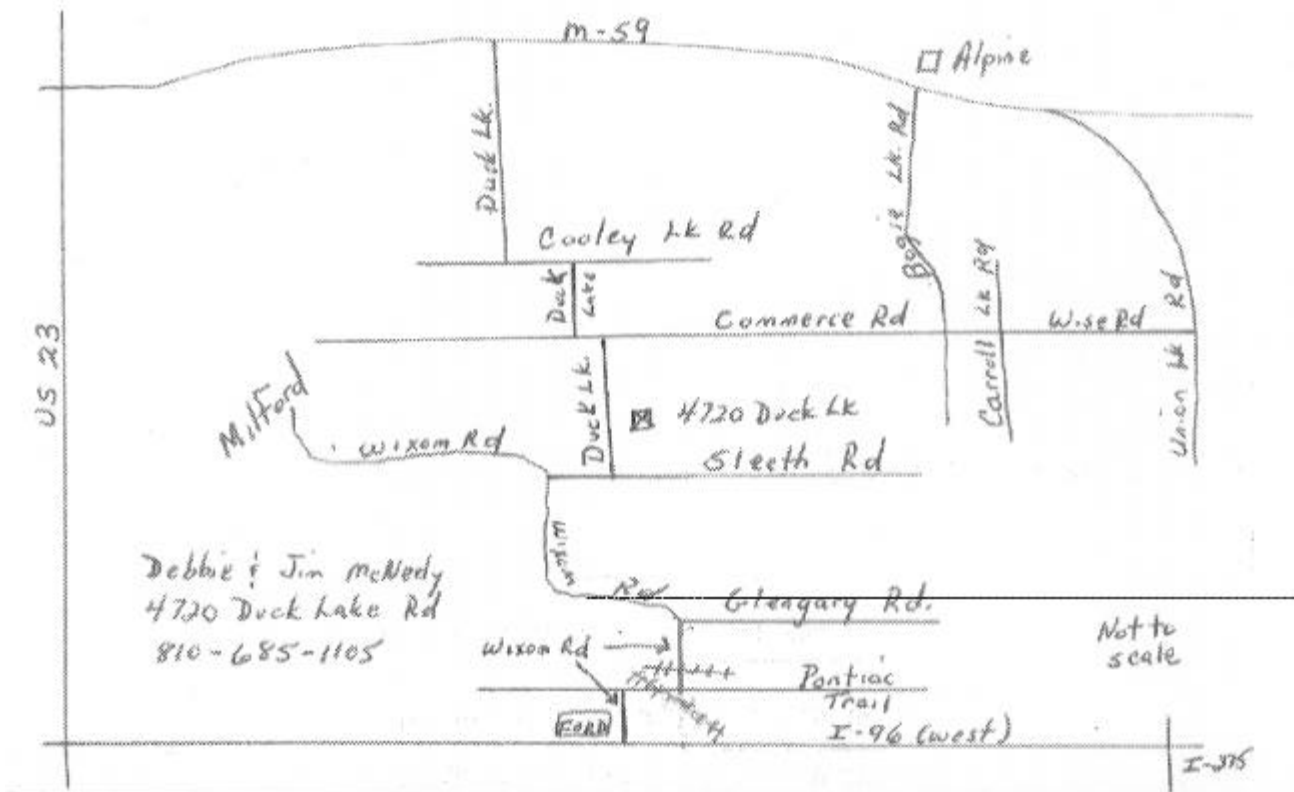 M-59
Alpine
Duck Lk.
Bogie Lk. Rd
Cooley Lk Rd
Duck Lake
Carroll Lk Rd
Union Lk Rd
Commerce Rd
Wise Rd
US 23
Milford
Duck Lk.
4720 Duck Lk
Wixom Rd
Sleeth Rd
Wixom Rd
Debbie & Jim McNedy
4720 Duck Lake Rd
810-685-1105
Glengary Rd.
Not to
scale
Wixom Rd
Pontiac
Trail
FORD
I-96 (west)
I-375